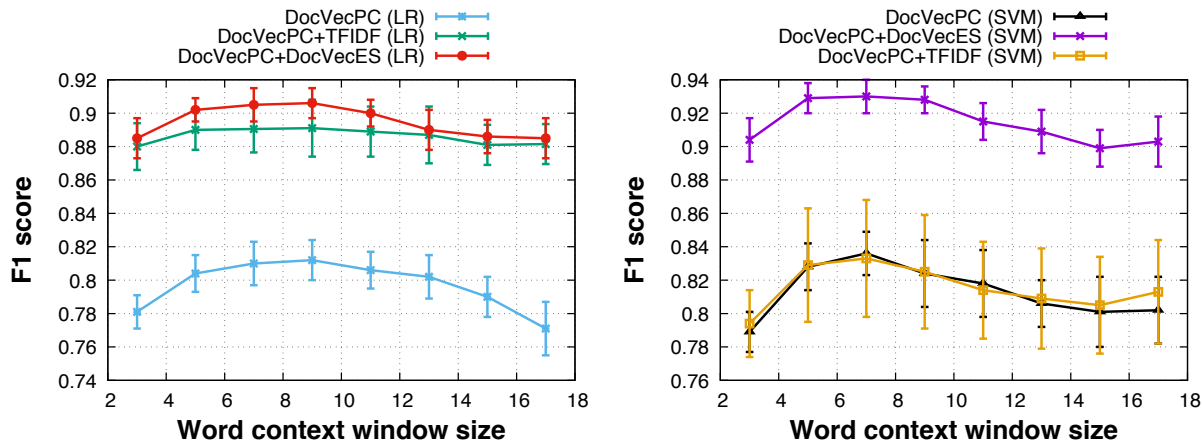 DocVecPC (LR)
DocVecPC+TFIDF (LR)
DocVecPC+DocVecES (LR)
0.92
0.9
0.88
0.86
0.84
0.82
0.8
0.78
0.76
0.74
F1 score
2 4 6 8 10 12 14 16 18
Word context window size
DocVecPC (SVM)
DocVecPC+DocVecES (SVM)
DocVecPC+TFIDF (SVM)
0.94
0.92
0.9
0.88
0.86
0.84
0.82
0.8
0.78
0.76
F1 score
2 4 6 8 10 12 14 16 18
Word context window size